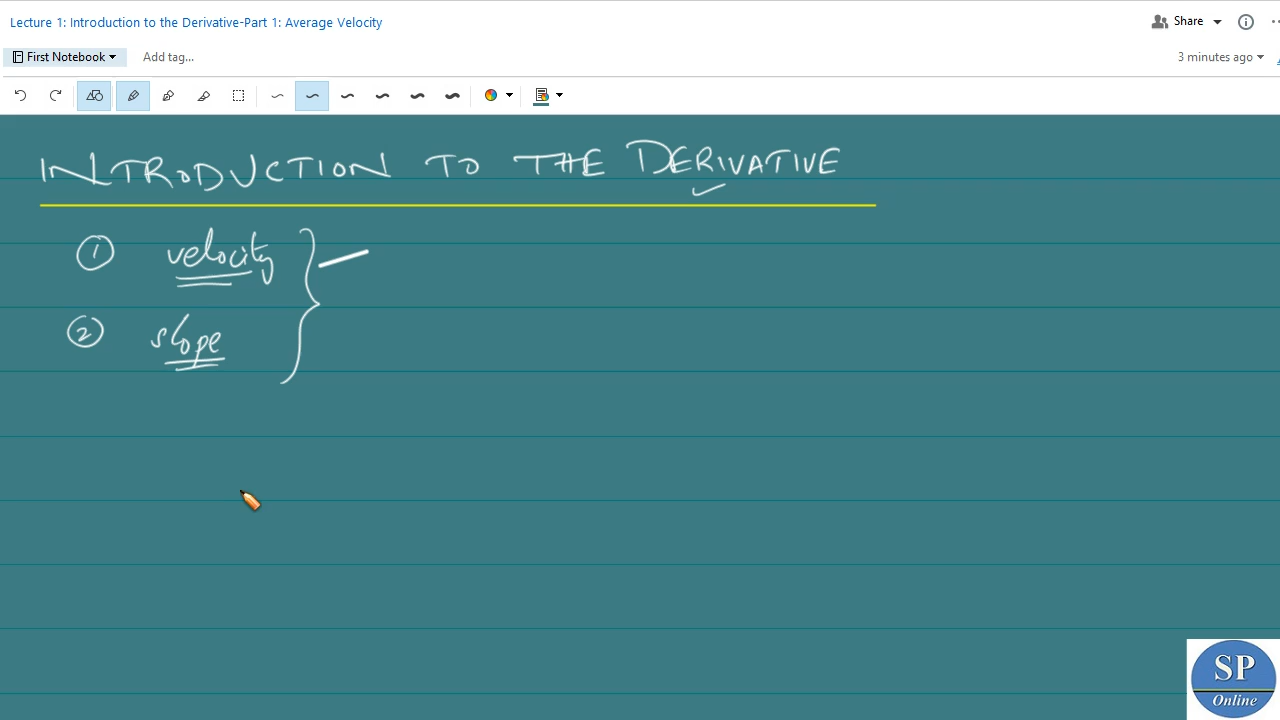 Lecture 1: Introduction to the Derivative-Part 1: Average Velocity
Share
First Notebook
Add tag...
3 minutes ago
INTRODUCTION TO THE DERIVATIVE
1 velocity
2 slope
SP
Online